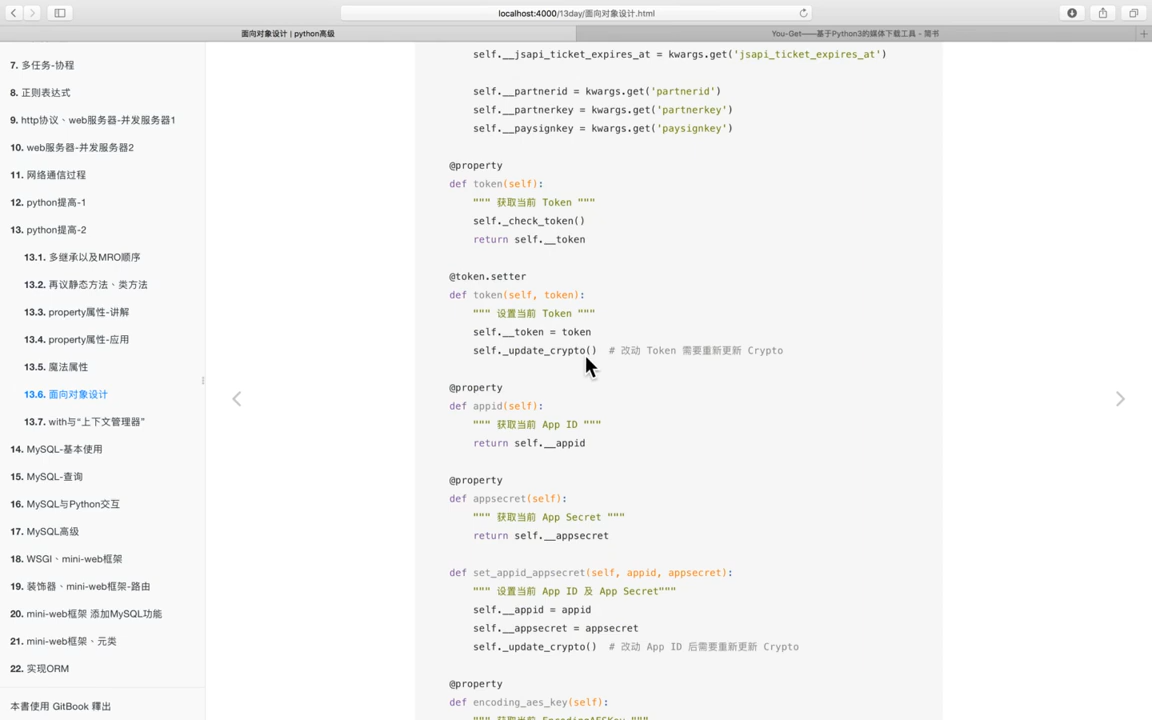 localhost:4000/13day/面向对象设计.html
面向对象设计 | python高级
You-Get——基于Python3的媒体下载工具 - 简书
7. 多任务-协程
8. 正则表达式
9. http协议、web服务器-并发服务器1
10. web服务器-并发服务器2
11. 网络通信过程
12. python提高-1
13. python提高-2
13.1. 多继承以及MRO顺序
13.2. 再议静态方法、类方法
13.3. property属性-讲解
13.4. property属性-应用
13.5. 魔法属性
13.6. 面向对象设计
13.7. with与“上下文管理器”
14. MySQL-基本使用
15. MySQL-查询
16. MySQL与Python交互
17. MySQL高级
18. WSGI、mini-web框架
19. 装饰器、mini-web框架-路由
20. mini-web框架 添加MySQL功能
21. mini-web框架、元类
22. 实现ORM
本書使用 GitBook 釋出
self.__jsapi_ticket_expires_at = kwargs.get('jsapi_ticket_expires_at')
self.__partnerid = kwargs.get('partnerid')
self.__partnerkey = kwargs.get('partnerkey')
self.__paysignkey = kwargs.get('paysignkey')
@property
def token(self):
""" 获取当前 Token """
self._check_token()
return self.__token
@token.setter
def token(self, token):
""" 设置当前 Token """
self.__token = token
self._update_crypto()  # 改动 Token 需要重新更新 Crypto
@property
def appid(self):
""" 获取当前 App ID """
return self.__appid
@property
def appsecret(self):
""" 获取当前 App Secret """
return self.__appsecret
def set_appid_appsecret(self, appid, appsecret):
""" 设置当前 App ID 及 App Secret"""
self.__appid = appid
self.__appsecret = appsecret
self._update_crypto()  # 改动 App ID 后需要重新更新 Crypto
@property
def encoding_aes_key(self):
""" 获取当前 EncodingAESKey """